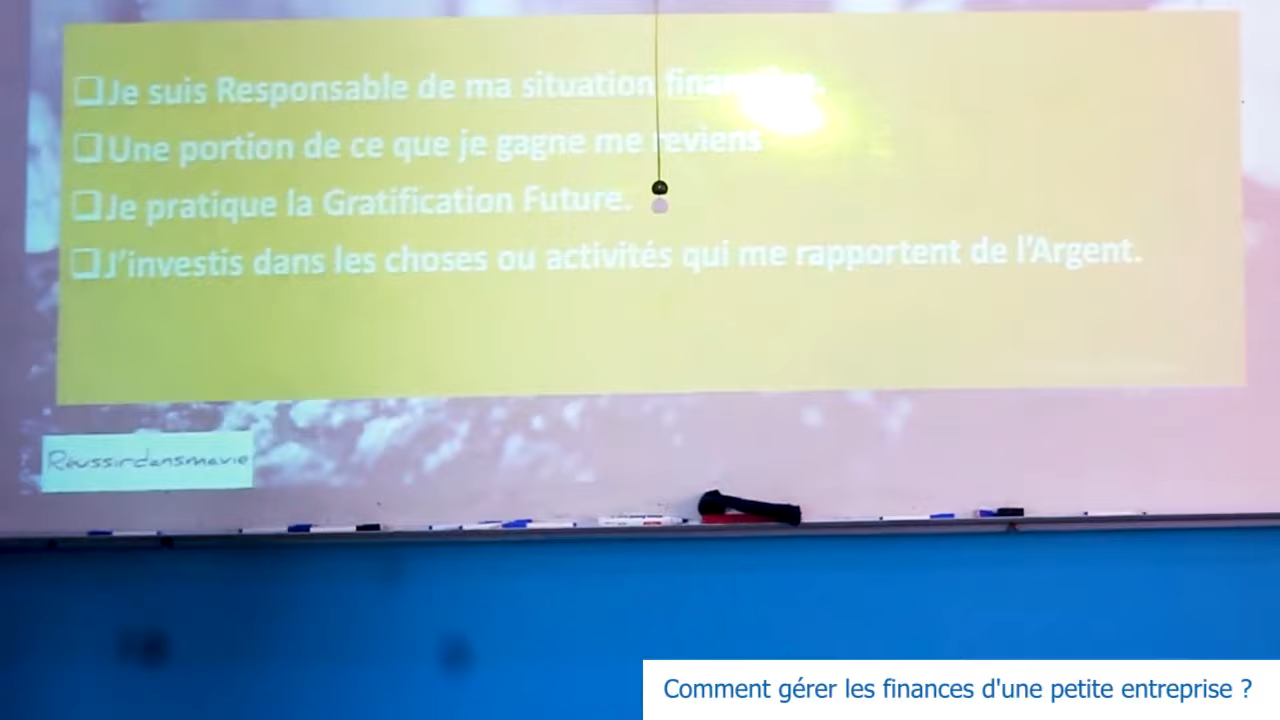 Je suis Responsable de ma situation
Une portion de ce que je gagne me reviens
Je pratique la Gratification Future.
J'investis dans les choses ou activités qui me rapportent de l'Argent.
Réussirdansmavie
Comment gérer les finances d'une petite entreprise ?